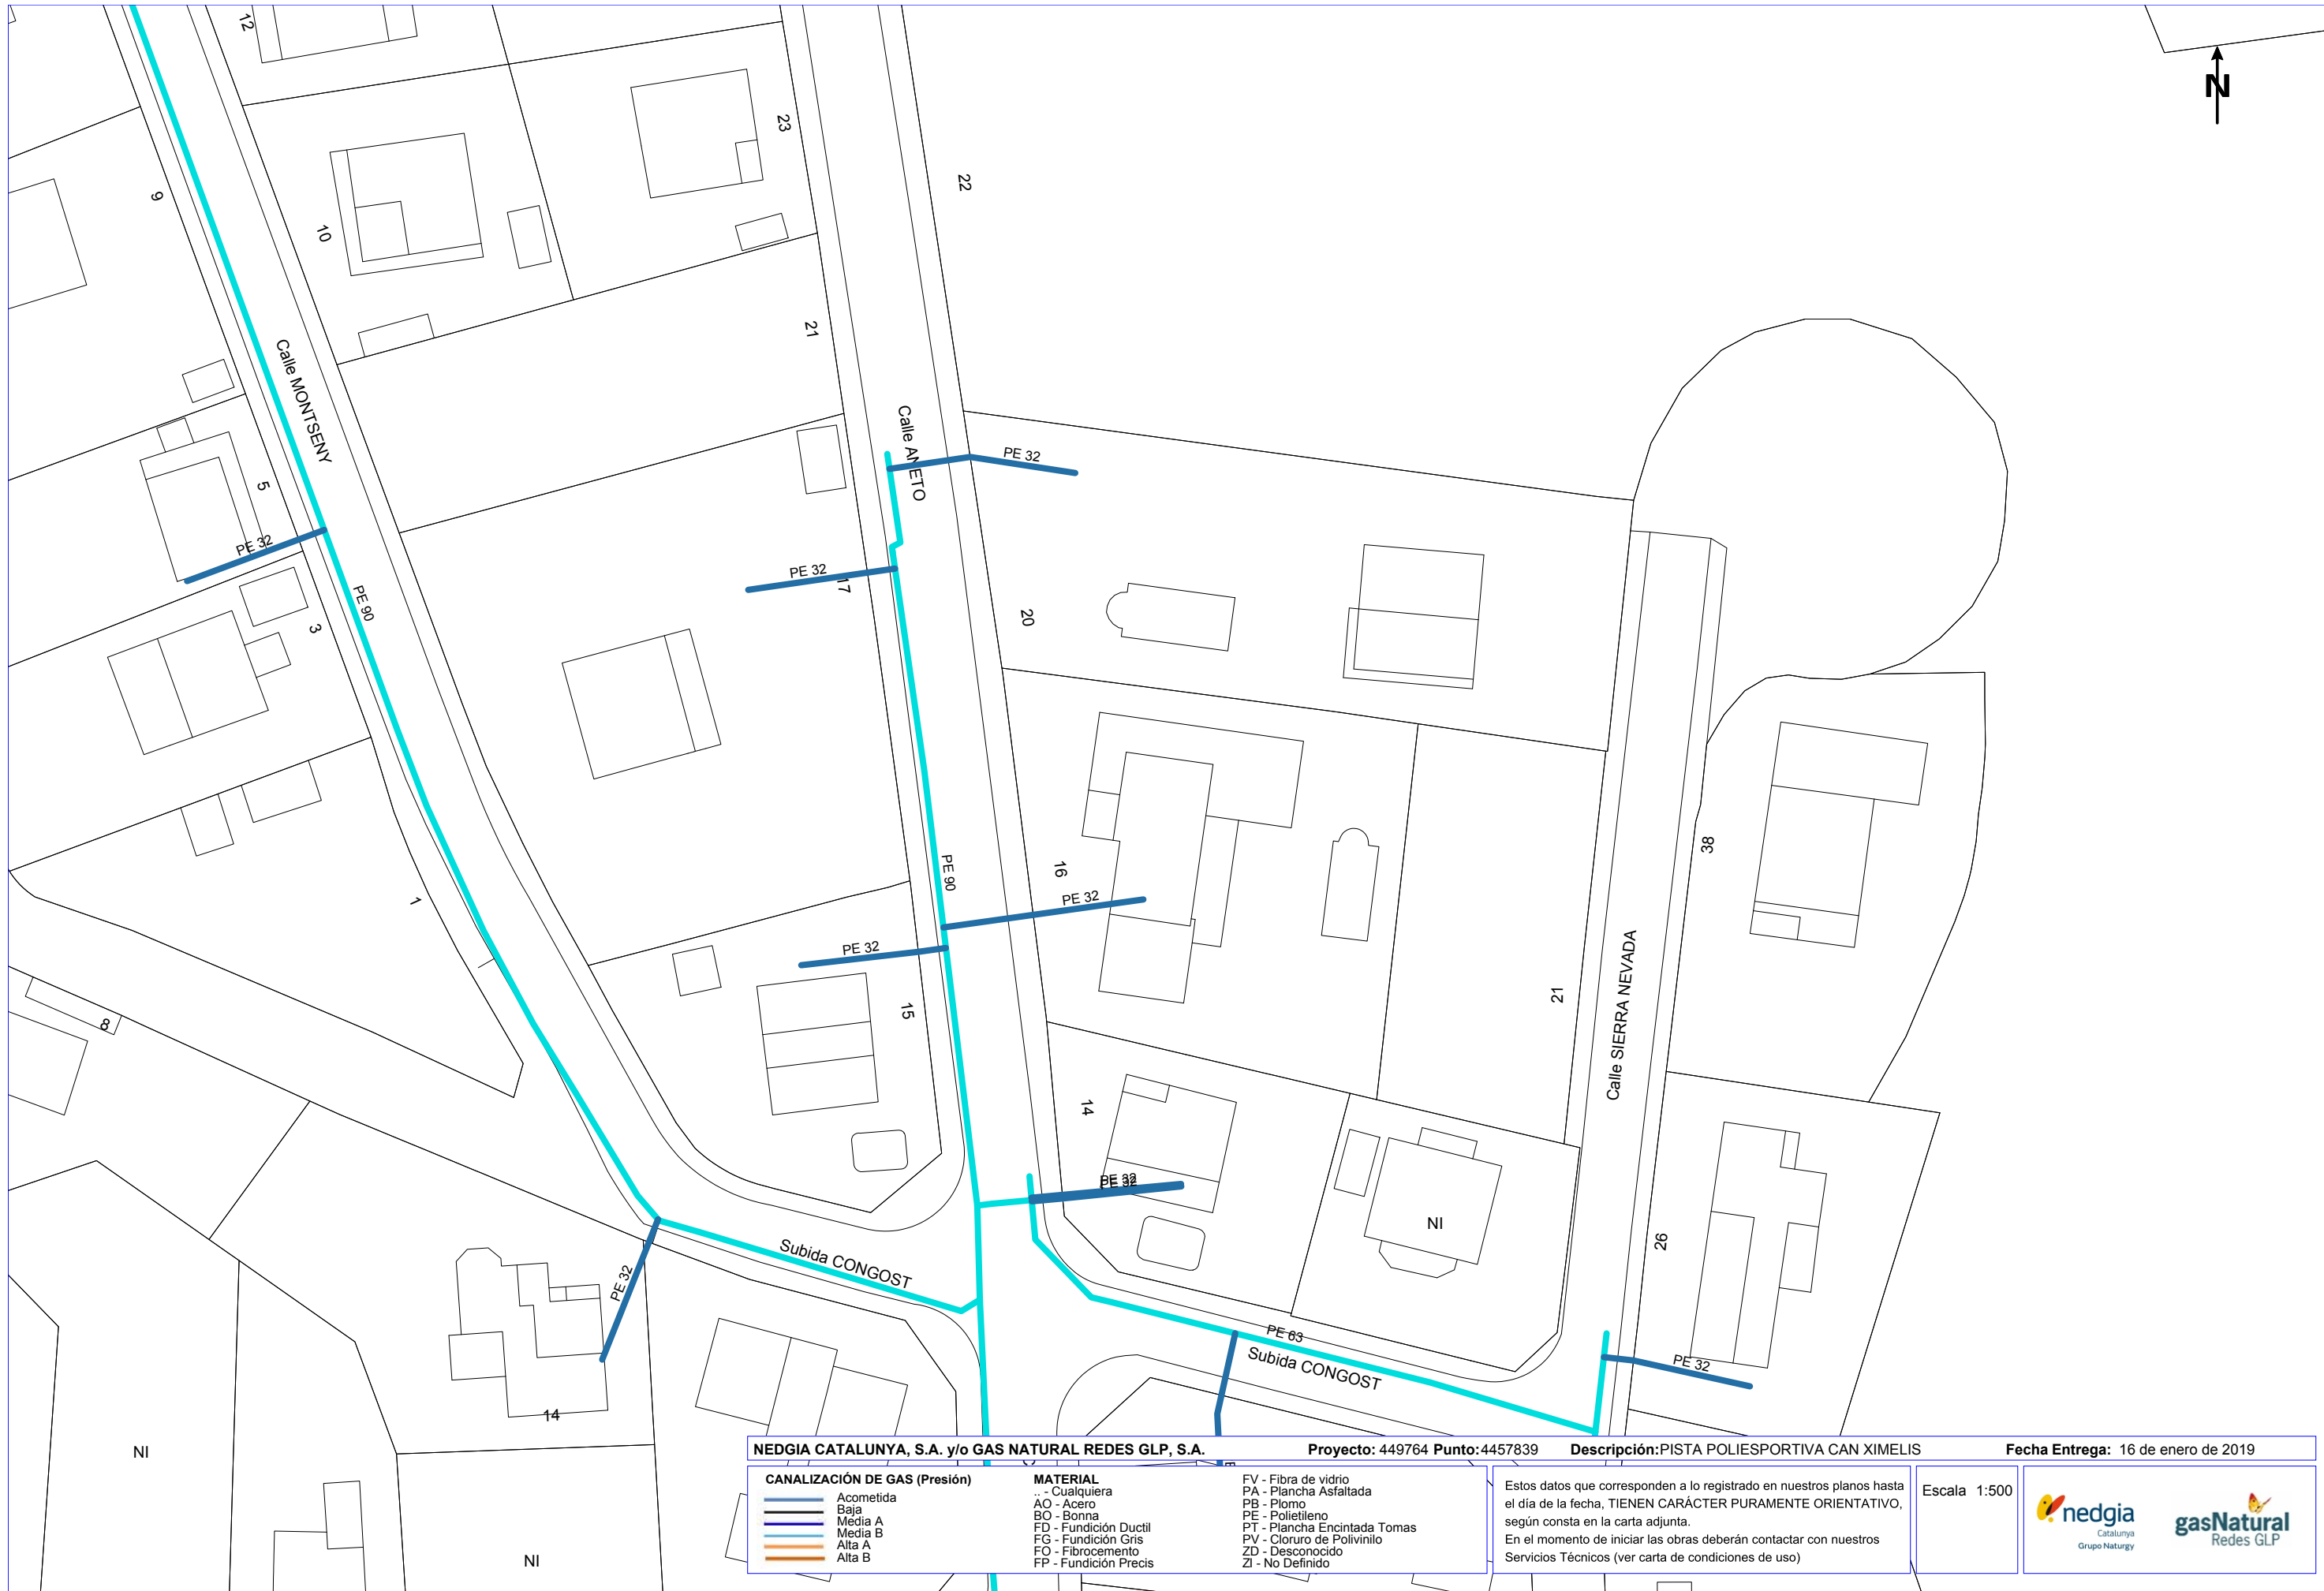 12
23
22
N
9
10
21
Calle MONTSENY
Calle ANETO
PE 32
5
PE 32
PE 32
17
PE 90
3
20
38
PE 90
16
PE 32
1
PE 32
21
Calle SIERRA NEVADA
15
8
14
PE 32
PE 32
NI
26
Subida CONGOST
PE 32
PE 63
Subida CONGOST
PE 32
14
NI
NI
NEDGIA CATALUNYA, S.A. y/o GAS NATURAL REDES GLP, S.A. Proyecto: 449764 Punto:4457839 Descripción:PISTA POLIESPORTIVA CAN XIMELIS Fecha Entrega: 16 de enero de 2019
CANALIZACIÓN DE GAS (Presión)
Acometida
Baja
Media A
Media B
Alta A
Alta B
MATERIAL
.. - Cualquiera
AO - Acero
BO - Bonna
FD - Fundición Ductil
FG - Fundición Gris
FO - Fibrocemento
FP - Fundición Precis
FV - Fibra de vidrio
PA - Plancha Asfaltada
PB - Plomo
PE - Polietileno
PT - Plancha Encintada Tomas
PV - Cloruro de Polivinilo
ZD - Desconocido
ZI - No Definido
Estos datos que corresponden a lo registrado en nuestros planos hasta
el día de la fecha, TIENEN CARÁCTER PURAMENTE ORIENTATIVO,
según consta en la carta adjunta.
En el momento de iniciar las obras deberán contactar con nuestros
Servicios Técnicos (ver carta de condiciones de uso)
Escala 1:500
nedgia
Catalunya
Grupo Naturgy
gasNatural
Redes GLP